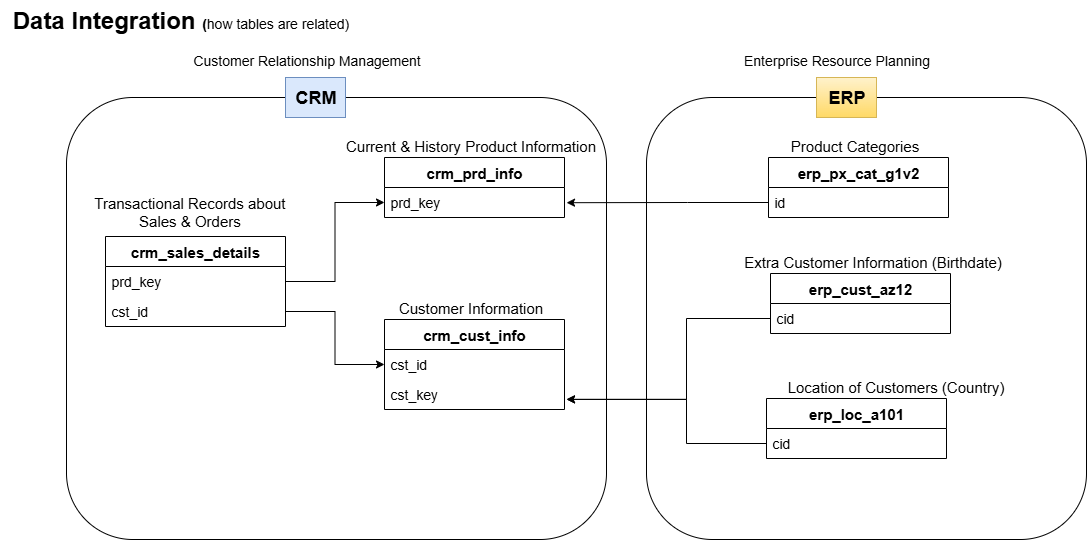 Data Integration (how tables are related)
Customer Relationship Management
CRM
Current & History Product Information
crm_prd_info
prd_key
Transactional Records about
Sales & Orders
crm_sales_details
prd_key
cst_id
Customer Information
crm_cust_info
cst_id
cst_key
Enterprise Resource Planning
ERP
Product Categories
erp_px_cat_g1v2
id
Extra Customer Information (Birthdate)
erp_cust_az12
cid
Location of Customers (Country)
erp_loc_a101
cid